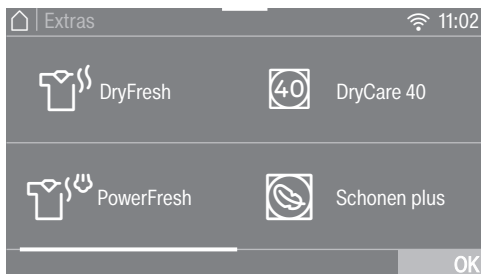 Extras 11:02
DryFresh
40 DryCare 40
PowerFresh
Schonen plus
OK